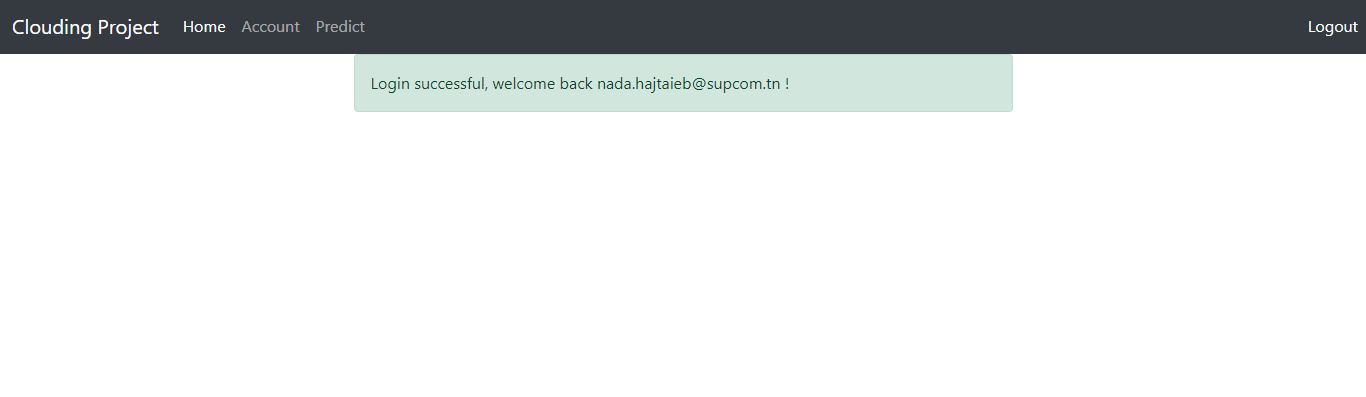 Clouding Project Home Account Predict Logout
Login successful, welcome back nada.hajtaieb@supcom.tn !